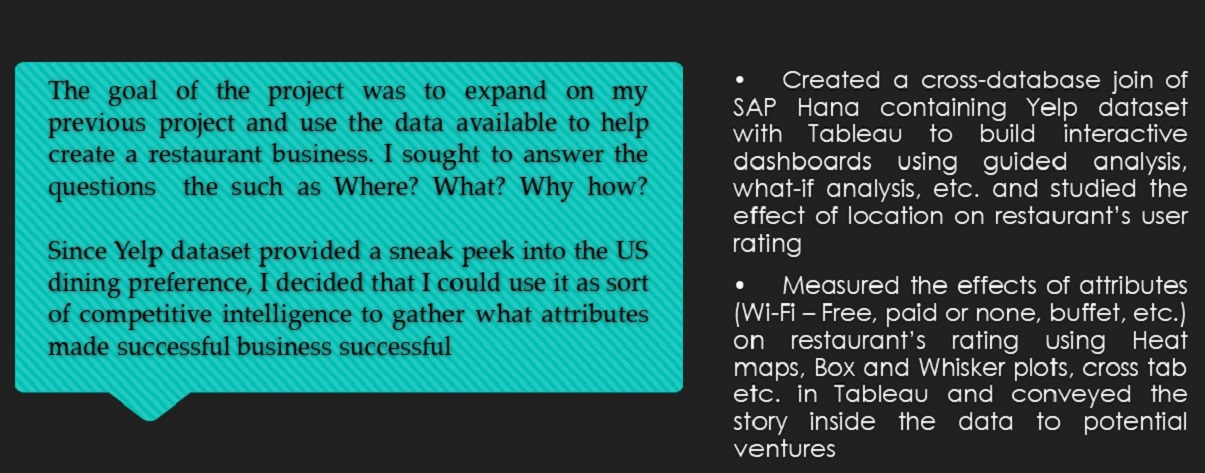 The goal of the project was to expand on my
previous project and use the data available to help
create a restaurant business. I sought to answer the
questions the such as Where? What? Why how?
Since Yelp dataset provided a sneak peek into the US
dining preference, I decided that I could use it as sort
of competitive intelligence to gather what attributes
made successful business successful
• Created a cross-database join of
SAP Hana containing Yelp dataset
with Tableau to build interactive
dashboards using guided analysis,
what-if analysis, etc. and studied the
effect of location on restaurant's user
rating
• Measured the effects of attributes
(Wi-Fi – Free, paid or none, buffet, etc.)
on restaurant's rating using Heat
maps, Box and Whisker plots, cross tab
etc. in Tableau and conveyed the
story inside the data to potential
ventures